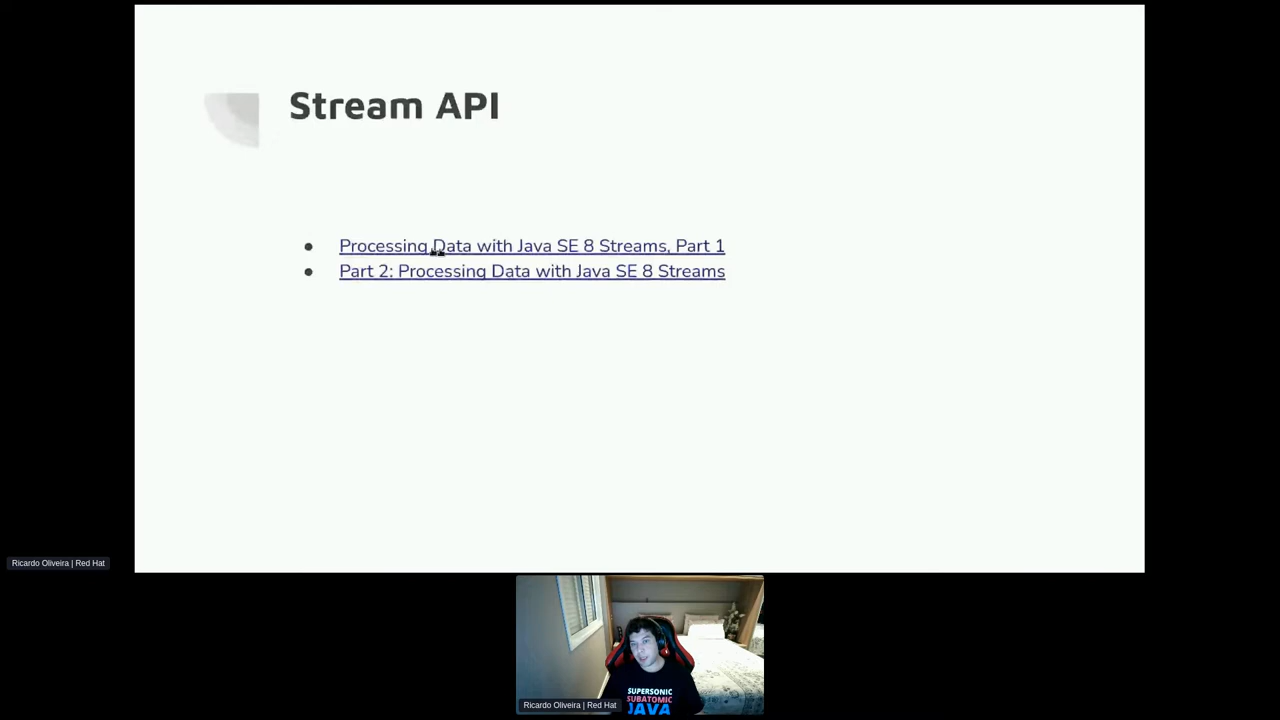 Stream API
● Processing Data with Java SE 8 Streams, Part 1
● Part 2: Processing Data with Java SE 8 Streams
Ricardo Oliveira | Red Hat
SUPERSONIC
SUBATOMIC
JAVA
Ricardo Oliveira | Red Hat